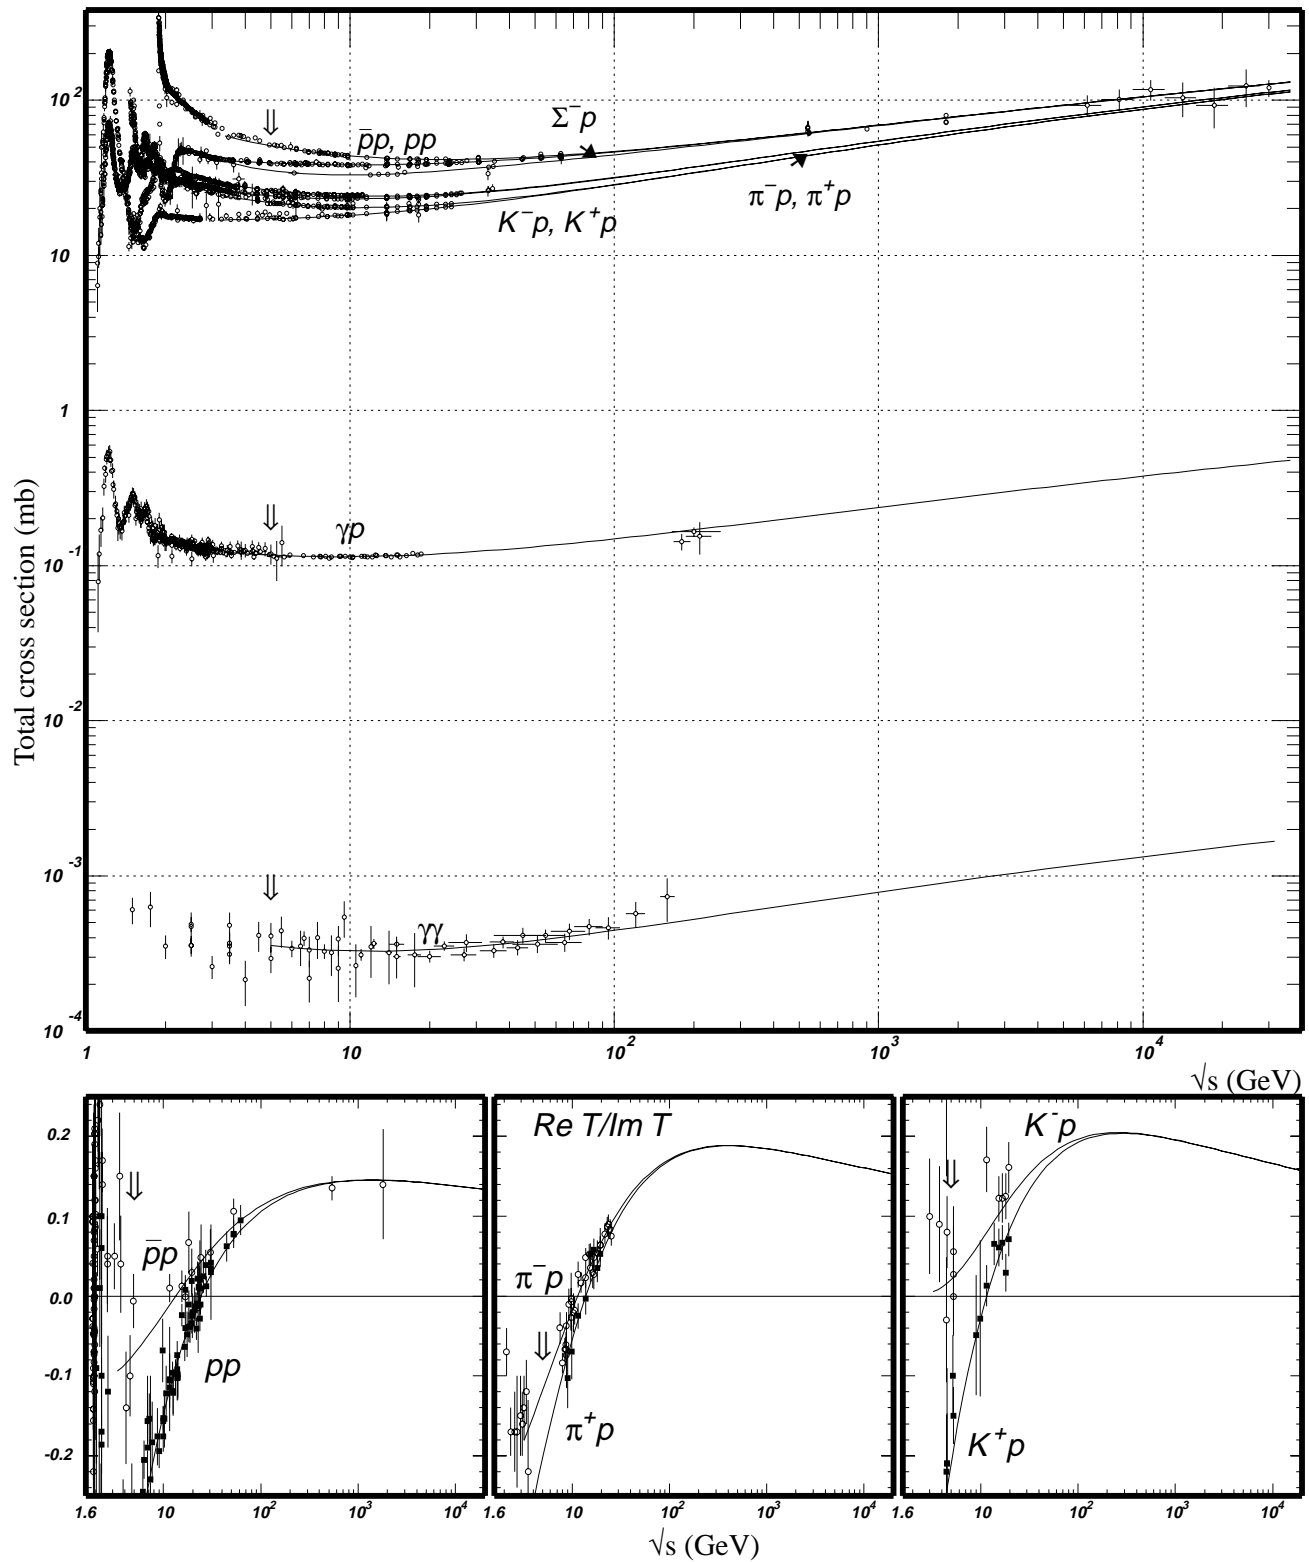 10²
Σ⁻p
p̅p, pp
π⁻p, π⁺p
K⁻p, K⁺p
10
1
Total cross section (mb)
γp
10⁻¹
10⁻²
10⁻³
γγ
10⁻⁴
1
10
10²
10³
10⁴
√s (GeV)
Re T/Im T
K⁻p
0.2
0.1
p̅p
π⁻p
0.0
pp
-0.1
π⁺p
K⁺p
-0.2
1.6
10
10²
10³
10⁴
1.6
10
10²
10³
10⁴
1.6
10
10²
10³
10⁴
√s (GeV)